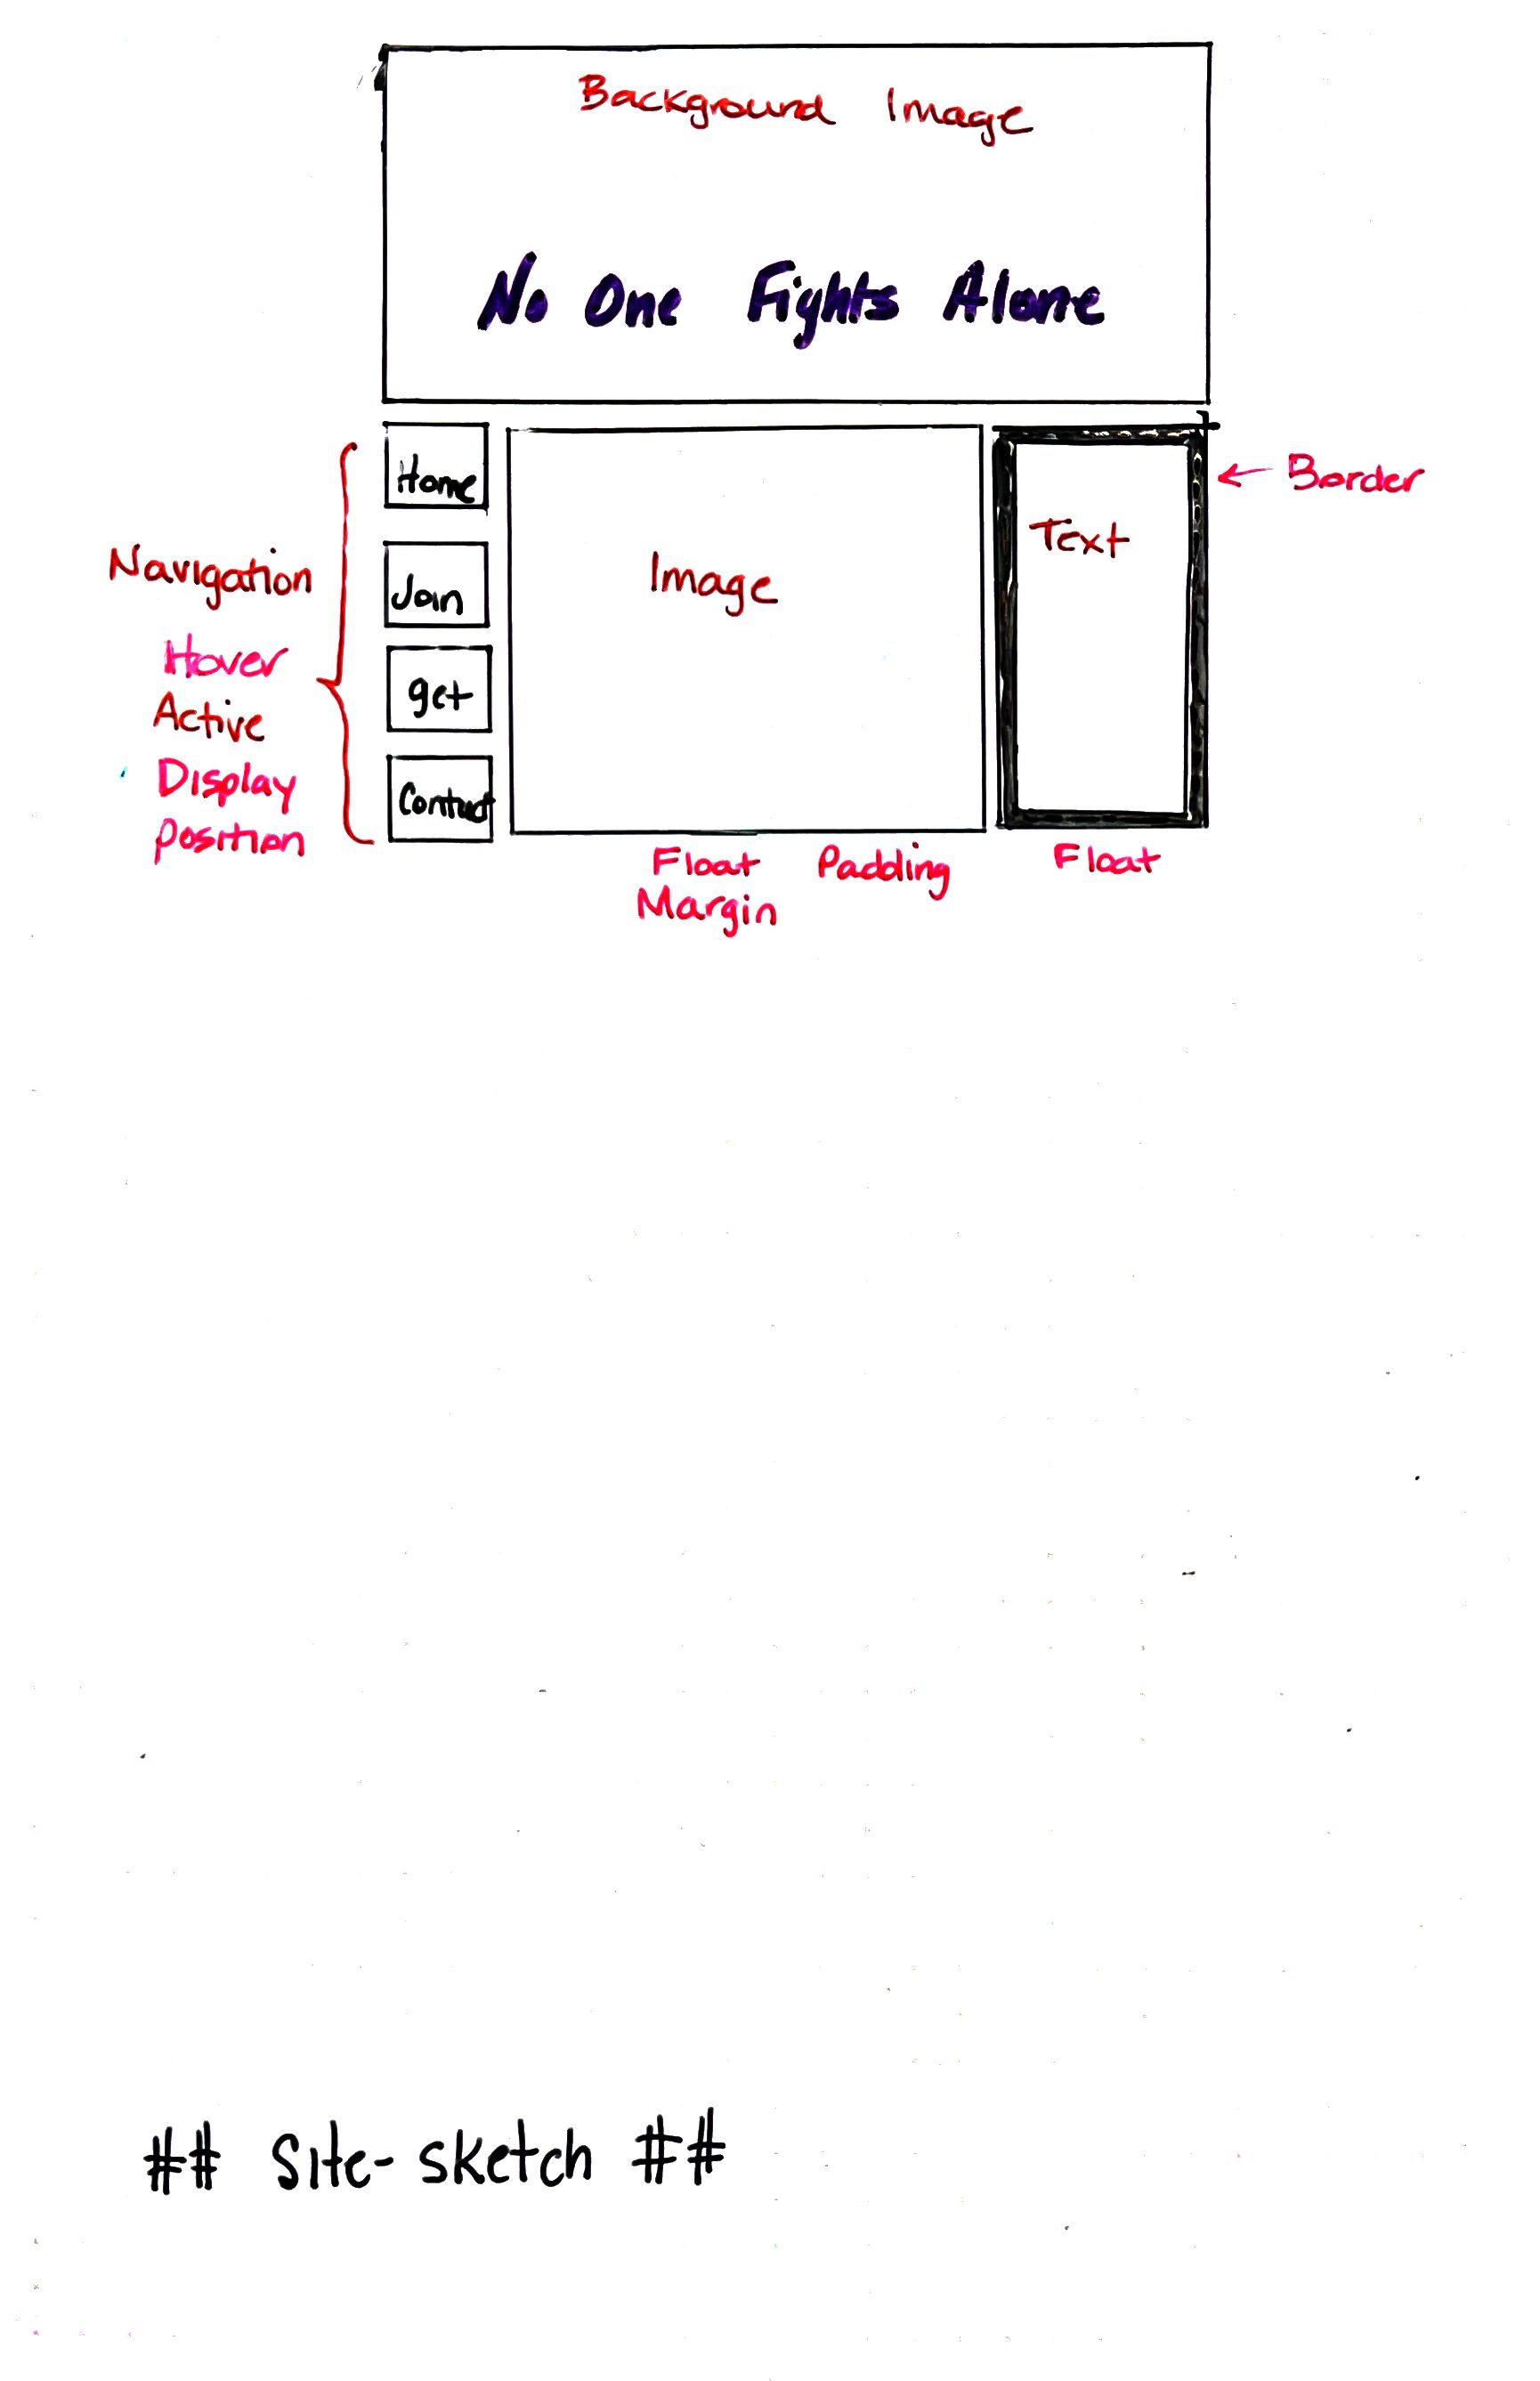 Background Image
No One Fights Alone
Home
Join
get
Contact
Navigation
Hover
Active
Display
Position
Image
Text
← Border
Float Padding
Margin
Float
## Site-sketch ##